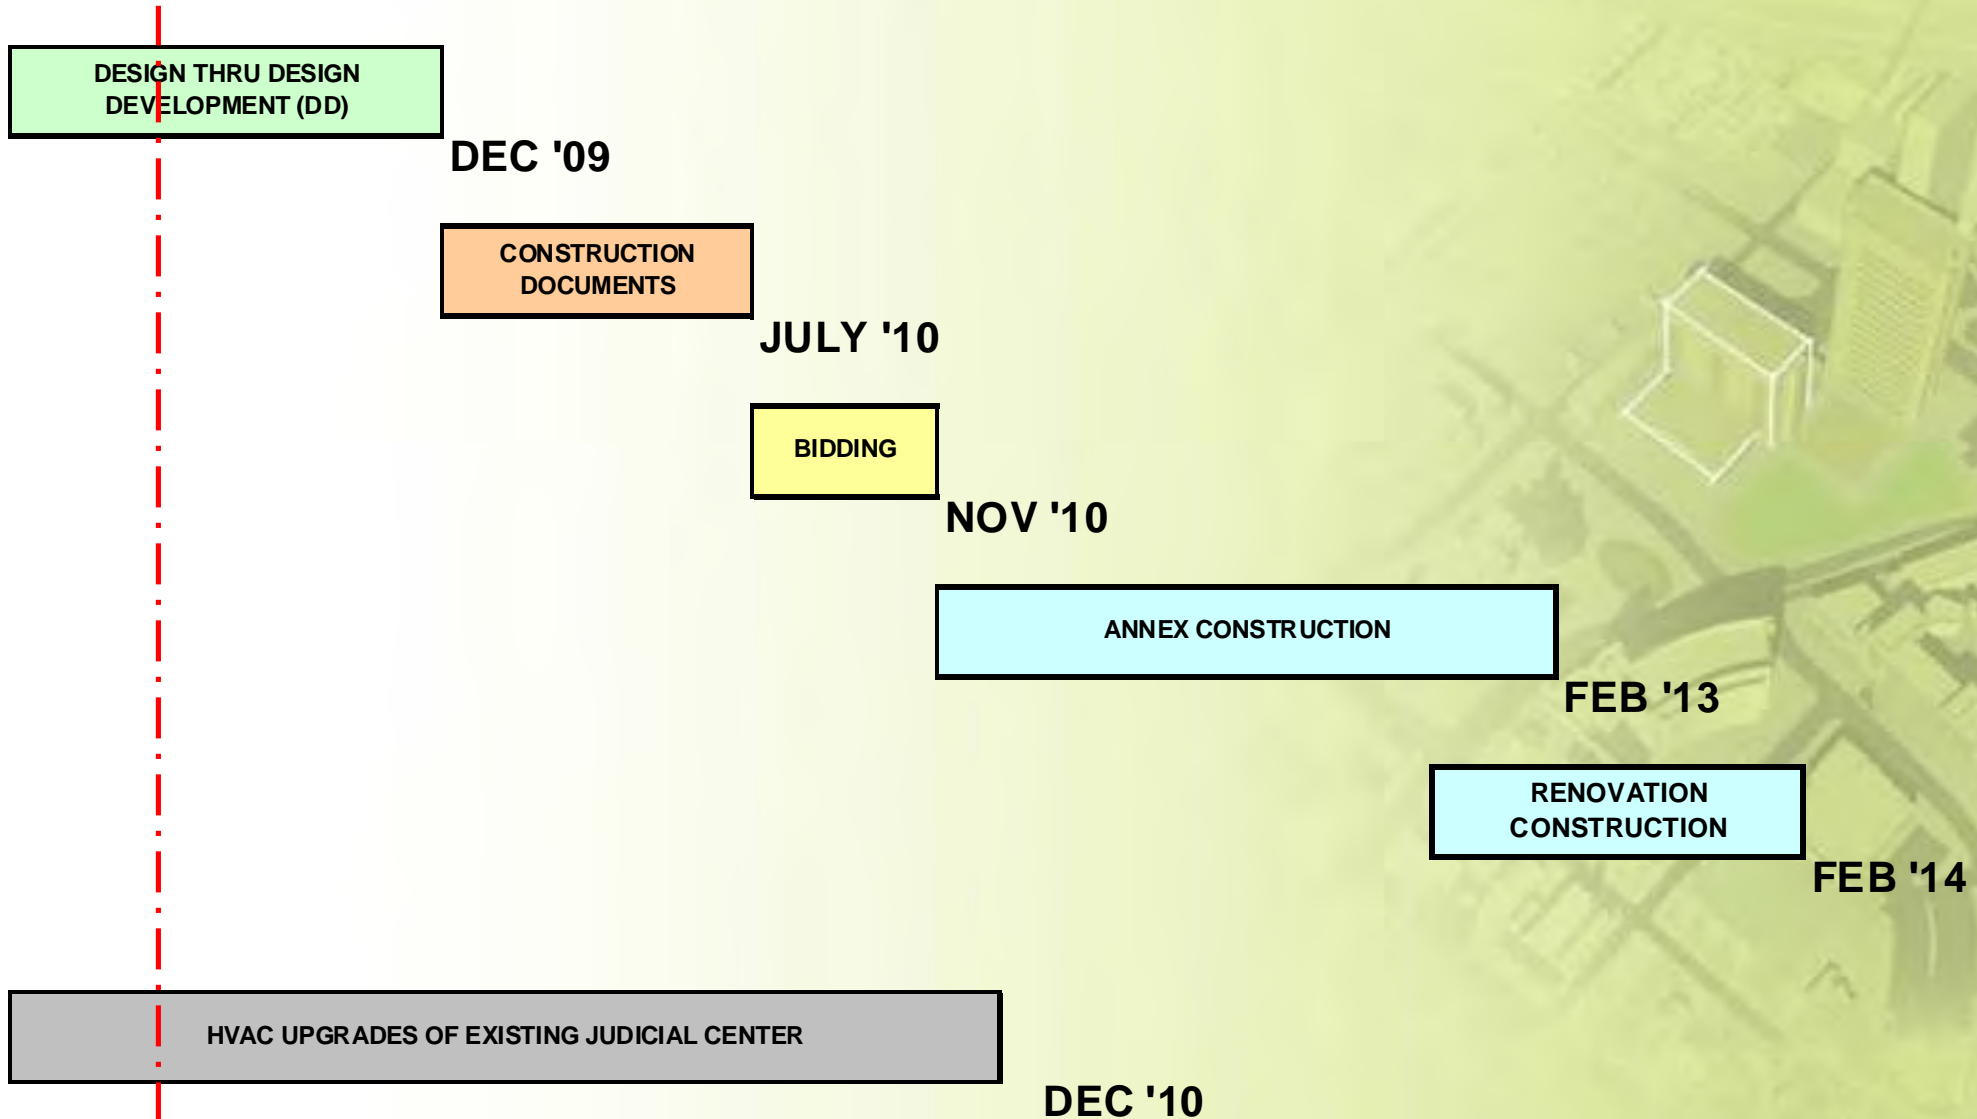 DESIGN THRU DESIGN
DEVELOPMENT (DD)
DEC '09
CONSTRUCTION
DOCUMENTS
JULY '10
BIDDING
NOV '10
ANNEX CONSTRUCTION
FEB '13
RENOVATION
CONSTRUCTION
FEB '14
HVAC UPGRADES OF EXISTING JUDICIAL CENTER
DEC '10